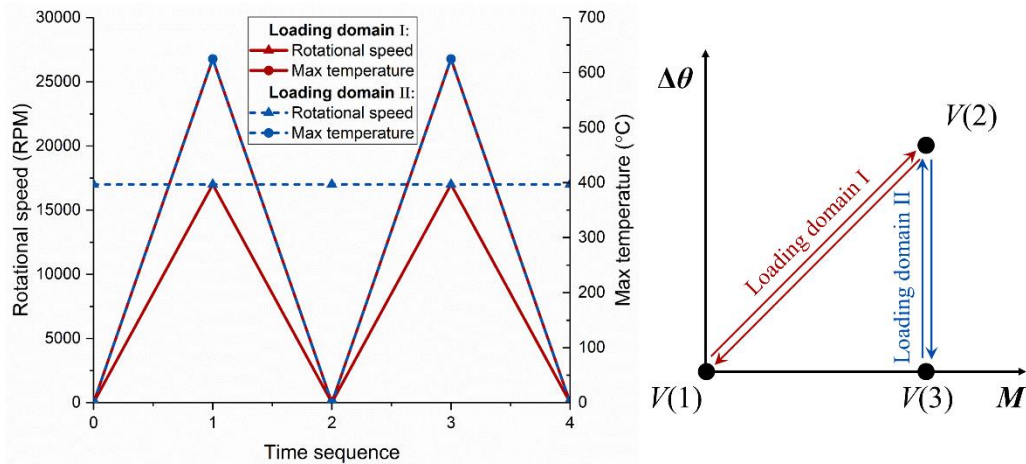 30000
25000
20000
15000
10000
5000
0
Rotational speed (RPM)
Loading domain I:
Rotational speed
Max temperature
Loading domain II:
Rotational speed
Max temperature
700
600
500
400
300
200
100
0
Max temperature (°C)
0 1 2 3 4
Time sequence
Δθ
V(2)
Loading domain I
Loading domain II
V(1) V(3) M